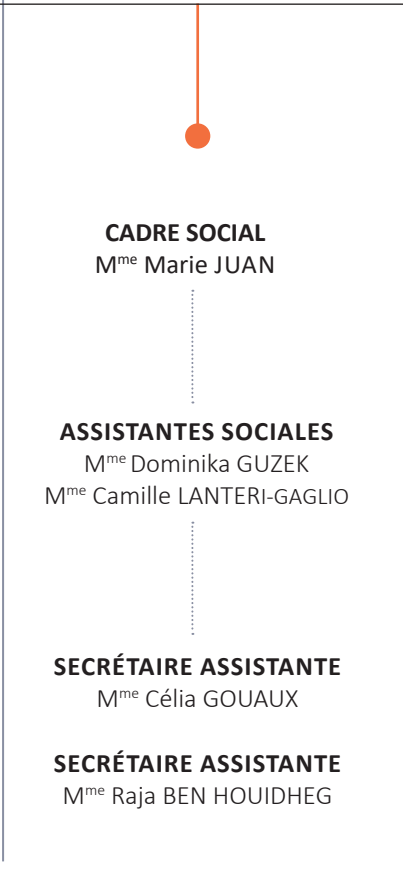 CADRE SOCIAL
Mme Marie JUAN
ASSISTANTES SOCIALES
Mme Dominika GUZEK
Mme Camille LANTERI-GAGLIO
SECRÉTAIRE ASSISTANTE
Mme Célia GOUAUX
SECRÉTAIRE ASSISTANTE
Mme Raja BEN HOUIDHEG